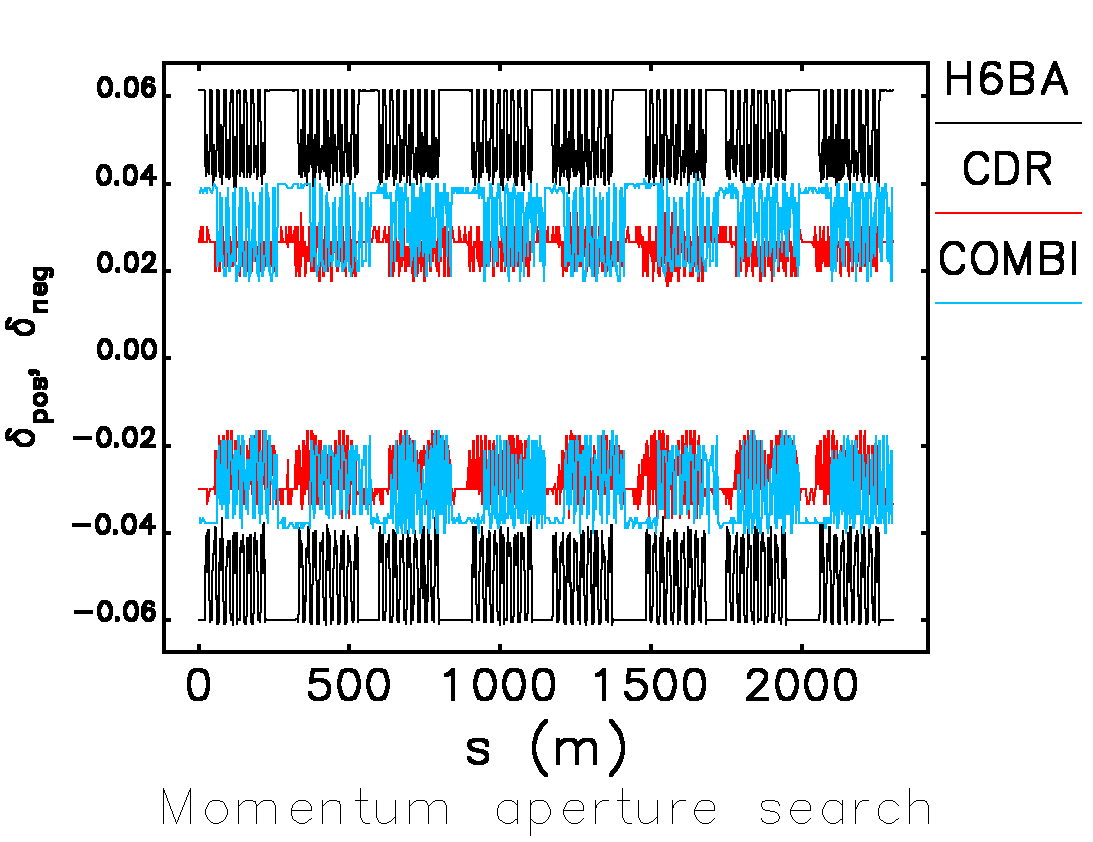 H6BA
CDR
COMBI
0.06
0.04
0.02
0.00
−0.02
−0.04
−0.06
δpos, δneg
0 500 1000 1500 2000
s (m)
Momentum aperture search